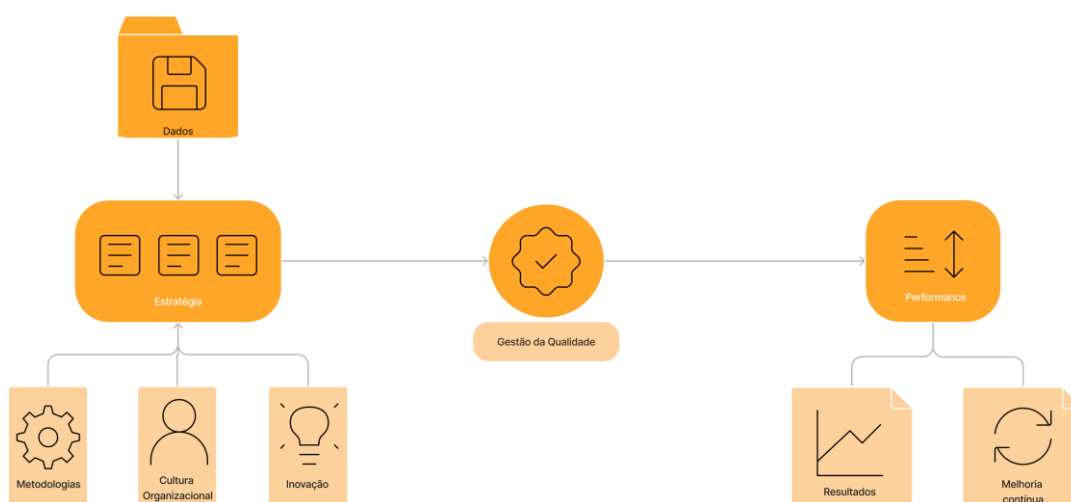 Dados
Estratégia
Gestão da Qualidade
Performance
Metodologias
Cultura
Organizacional
Inovação
Resultados
Melhoria
contínua